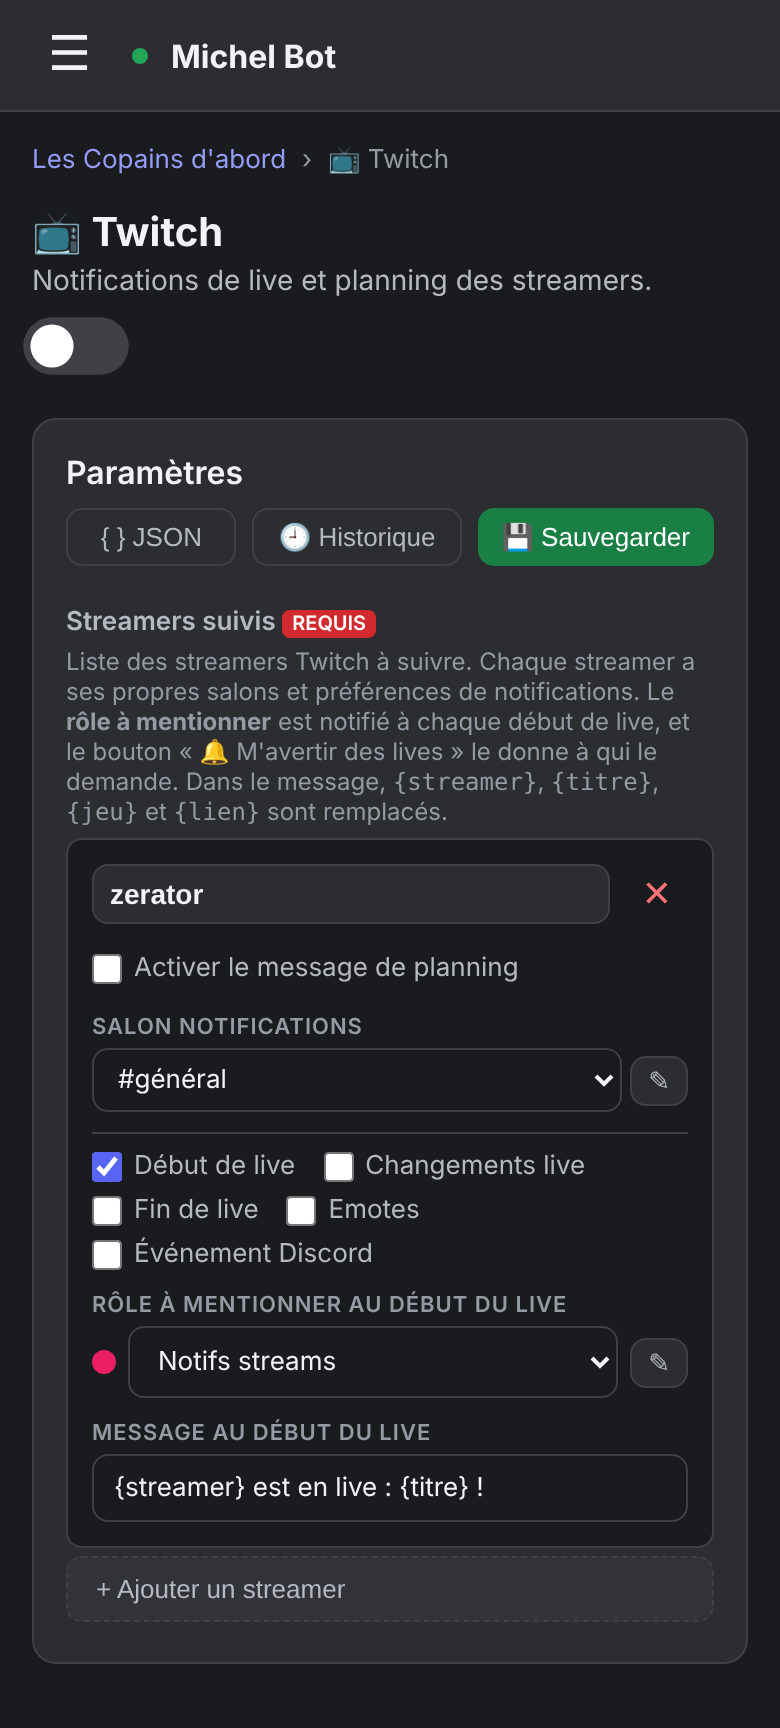 ☰ Michel Bot
Les Copains d'abord › 📺 Twitch
📺 Twitch
Notifications de live et planning des streamers.
Paramètres
{ } JSON 🕘 Historique 💾 Sauvegarder
Streamers suivis REQUIS
Liste des streamers Twitch à suivre. Chaque streamer a
ses propres salons et préférences de notifications. Le
rôle à mentionner est notifié à chaque début de live, et
le bouton « 🔔 M'avertir des lives » le donne à qui le
demande. Dans le message, {streamer}, {titre},
{jeu} et {lien} sont remplacés.
zerator ✕
Activer le message de planning
SALON NOTIFICATIONS
#général ✎
Début de live Changements live
Fin de live Emotes
Événement Discord
RÔLE À MENTIONNER AU DÉBUT DU LIVE
Notifs streams ✎
MESSAGE AU DÉBUT DU LIVE
{streamer} est en live : {titre} !
+ Ajouter un streamer